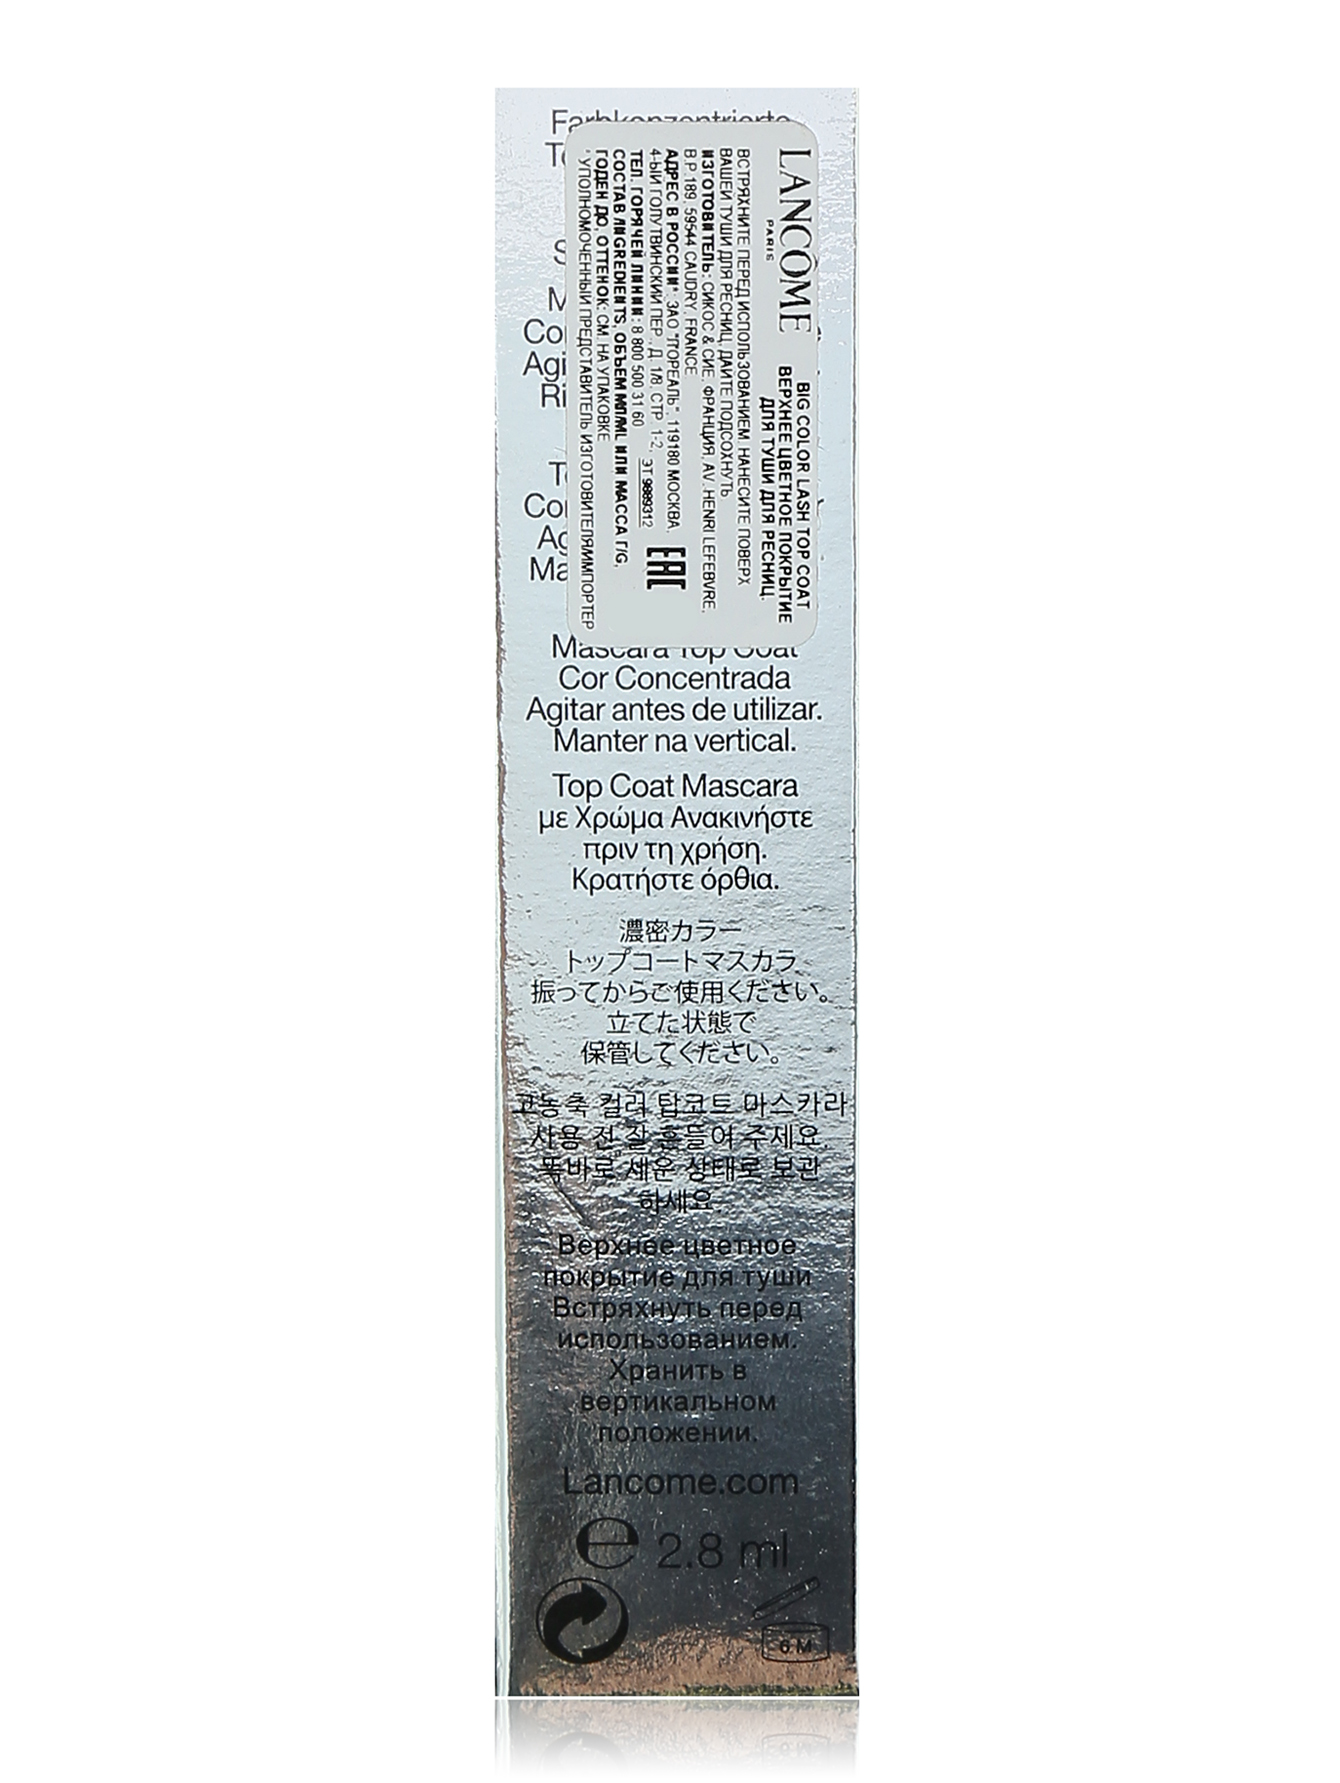 Farbkonzentrierte
LANCÔME
PARIS
BIG COLOR LASH TOP COAT
ВЕРХНЕЕ ЦВЕТНОЕ ПОКРЫТИЕ
ДЛЯ ТУШИ ДЛЯ РЕСНИЦ.
ВСТРЯХНИТЕ ПЕРЕД ИСПОЛЬЗОВАНИЕМ. НАНЕСИТЕ ПОВЕРХ
ВАШЕЙ ТУШИ ДЛЯ РЕСНИЦ. ДАЙТЕ ПОДСОХНУТЬ
ИЗГОТОВИТЕЛЬ: СИКОС & СИЕ, ФРАНЦИЯ, AV. HENRI LEFEBVRE,
B.P. 189, 59544 CAUDRY, FRANCE
АДРЕС В РОССИИ*: ЗАО "Л'ОРЕАЛЬ", 119180 МОСКВА,
4-ЫЙ ГОЛУТВИНСКИЙ ПЕР., Д. 1/8, СТР. 1-2,
ТЕЛ. ГОРЯЧЕЙ ЛИНИИ: 8 800 500 31 60
ЭТ 9889312
EAC
СОСТАВ/INGREDIENTS, ОБЪЕМ МЛ/ML ИЛИ МАССА Г/G,
ГОДЕН ДО, ОТТЕНОК: СМ. НА УПАКОВКЕ
* УПОЛНОМОЧЕННЫЙ ПРЕДСТАВИТЕЛЬ ИЗГОТОВИТЕЛЯ/ИМПОРТЕР
Mascara Top Coat
Cor Concentrada
Agitar antes de utilizar.
Manter na vertical.
Top Coat Mascara
με Χρώμα Ανακινήστε
πριν τη χρήση.
Κρατήστε όρθια.
濃密カラー
トップコートマスカラ
振ってからご使用ください。
立てた状態で
保管してください。
고농축 컬러 탑코트 마스카라
사용 전 잘 흔들어 주세요.
똑바로 세운 상태로 보관
하세요.
Верхнее цветное
покрытие для туши
Встряхнуть перед
использованием.
Хранить в
вертикальном
положении.
Lancome.com
℮ 2.8 ml
6 M